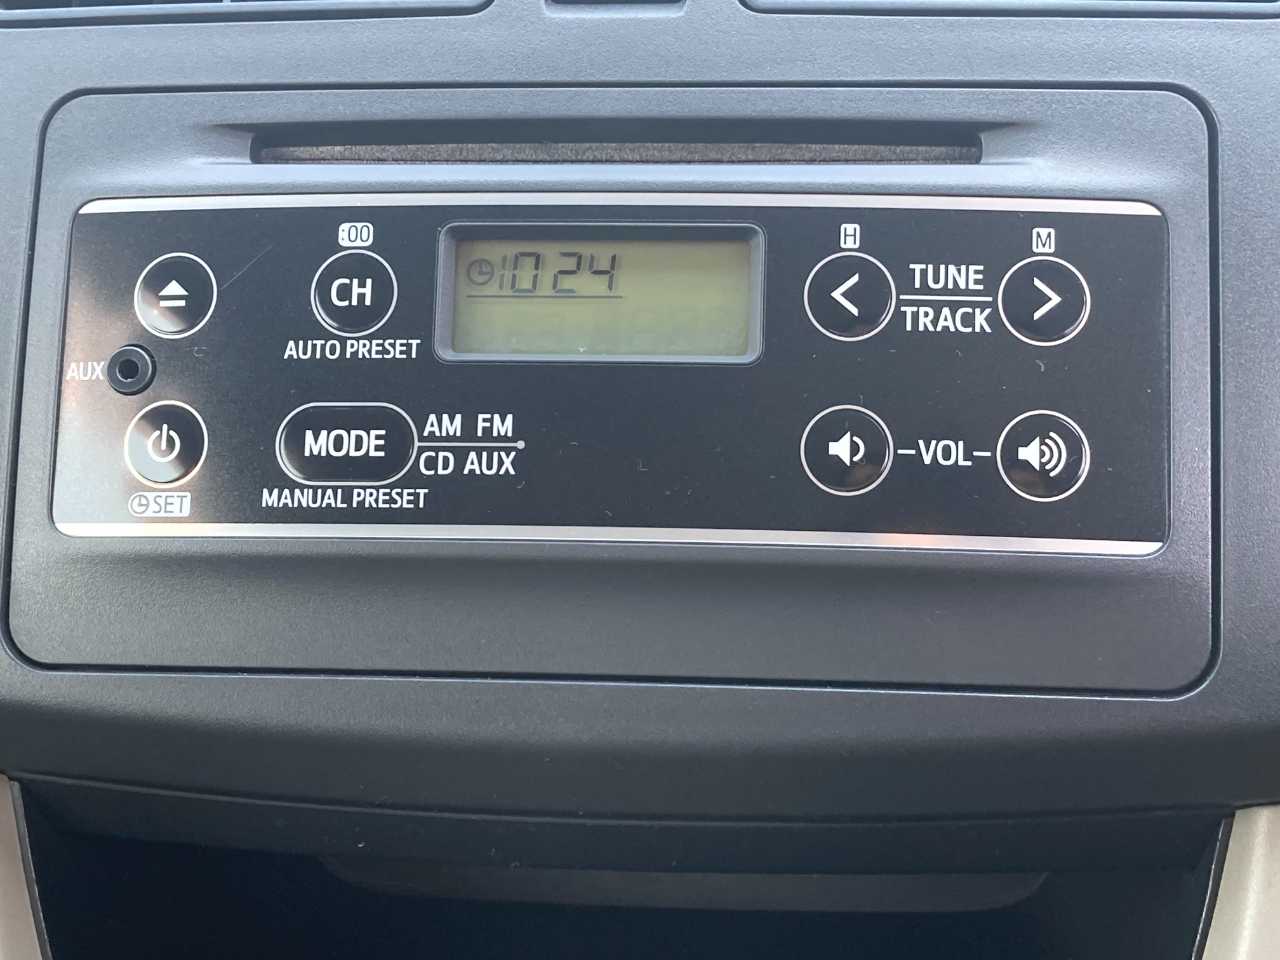 :00
CH
AUTO PRESET
1024
H
TUNE
TRACK
M
AUX
MODE
AM FM
CD AUX
MANUAL PRESET
-VOL-
SET